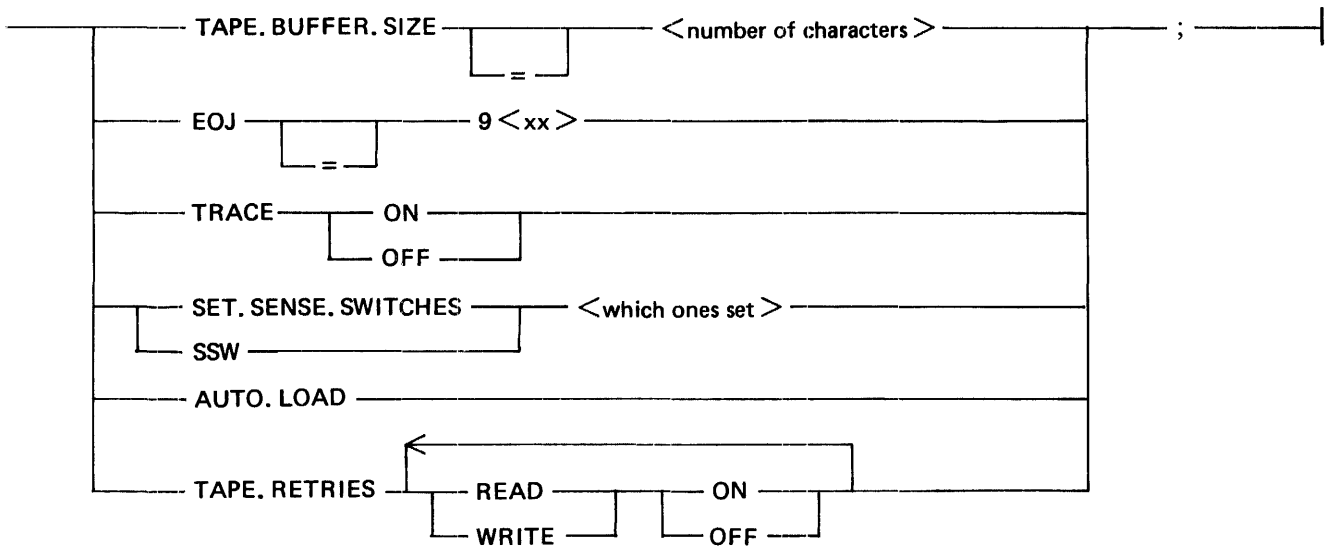 TAPE. BUFFER. SIZE <number of characters> ;
=
EOJ 9 <xx>
=
TRACE ON
OFF
SET. SENSE. SWITCHES <which ones set>
SSW
AUTO. LOAD
TAPE. RETRIES READ ON
WRITE OFF